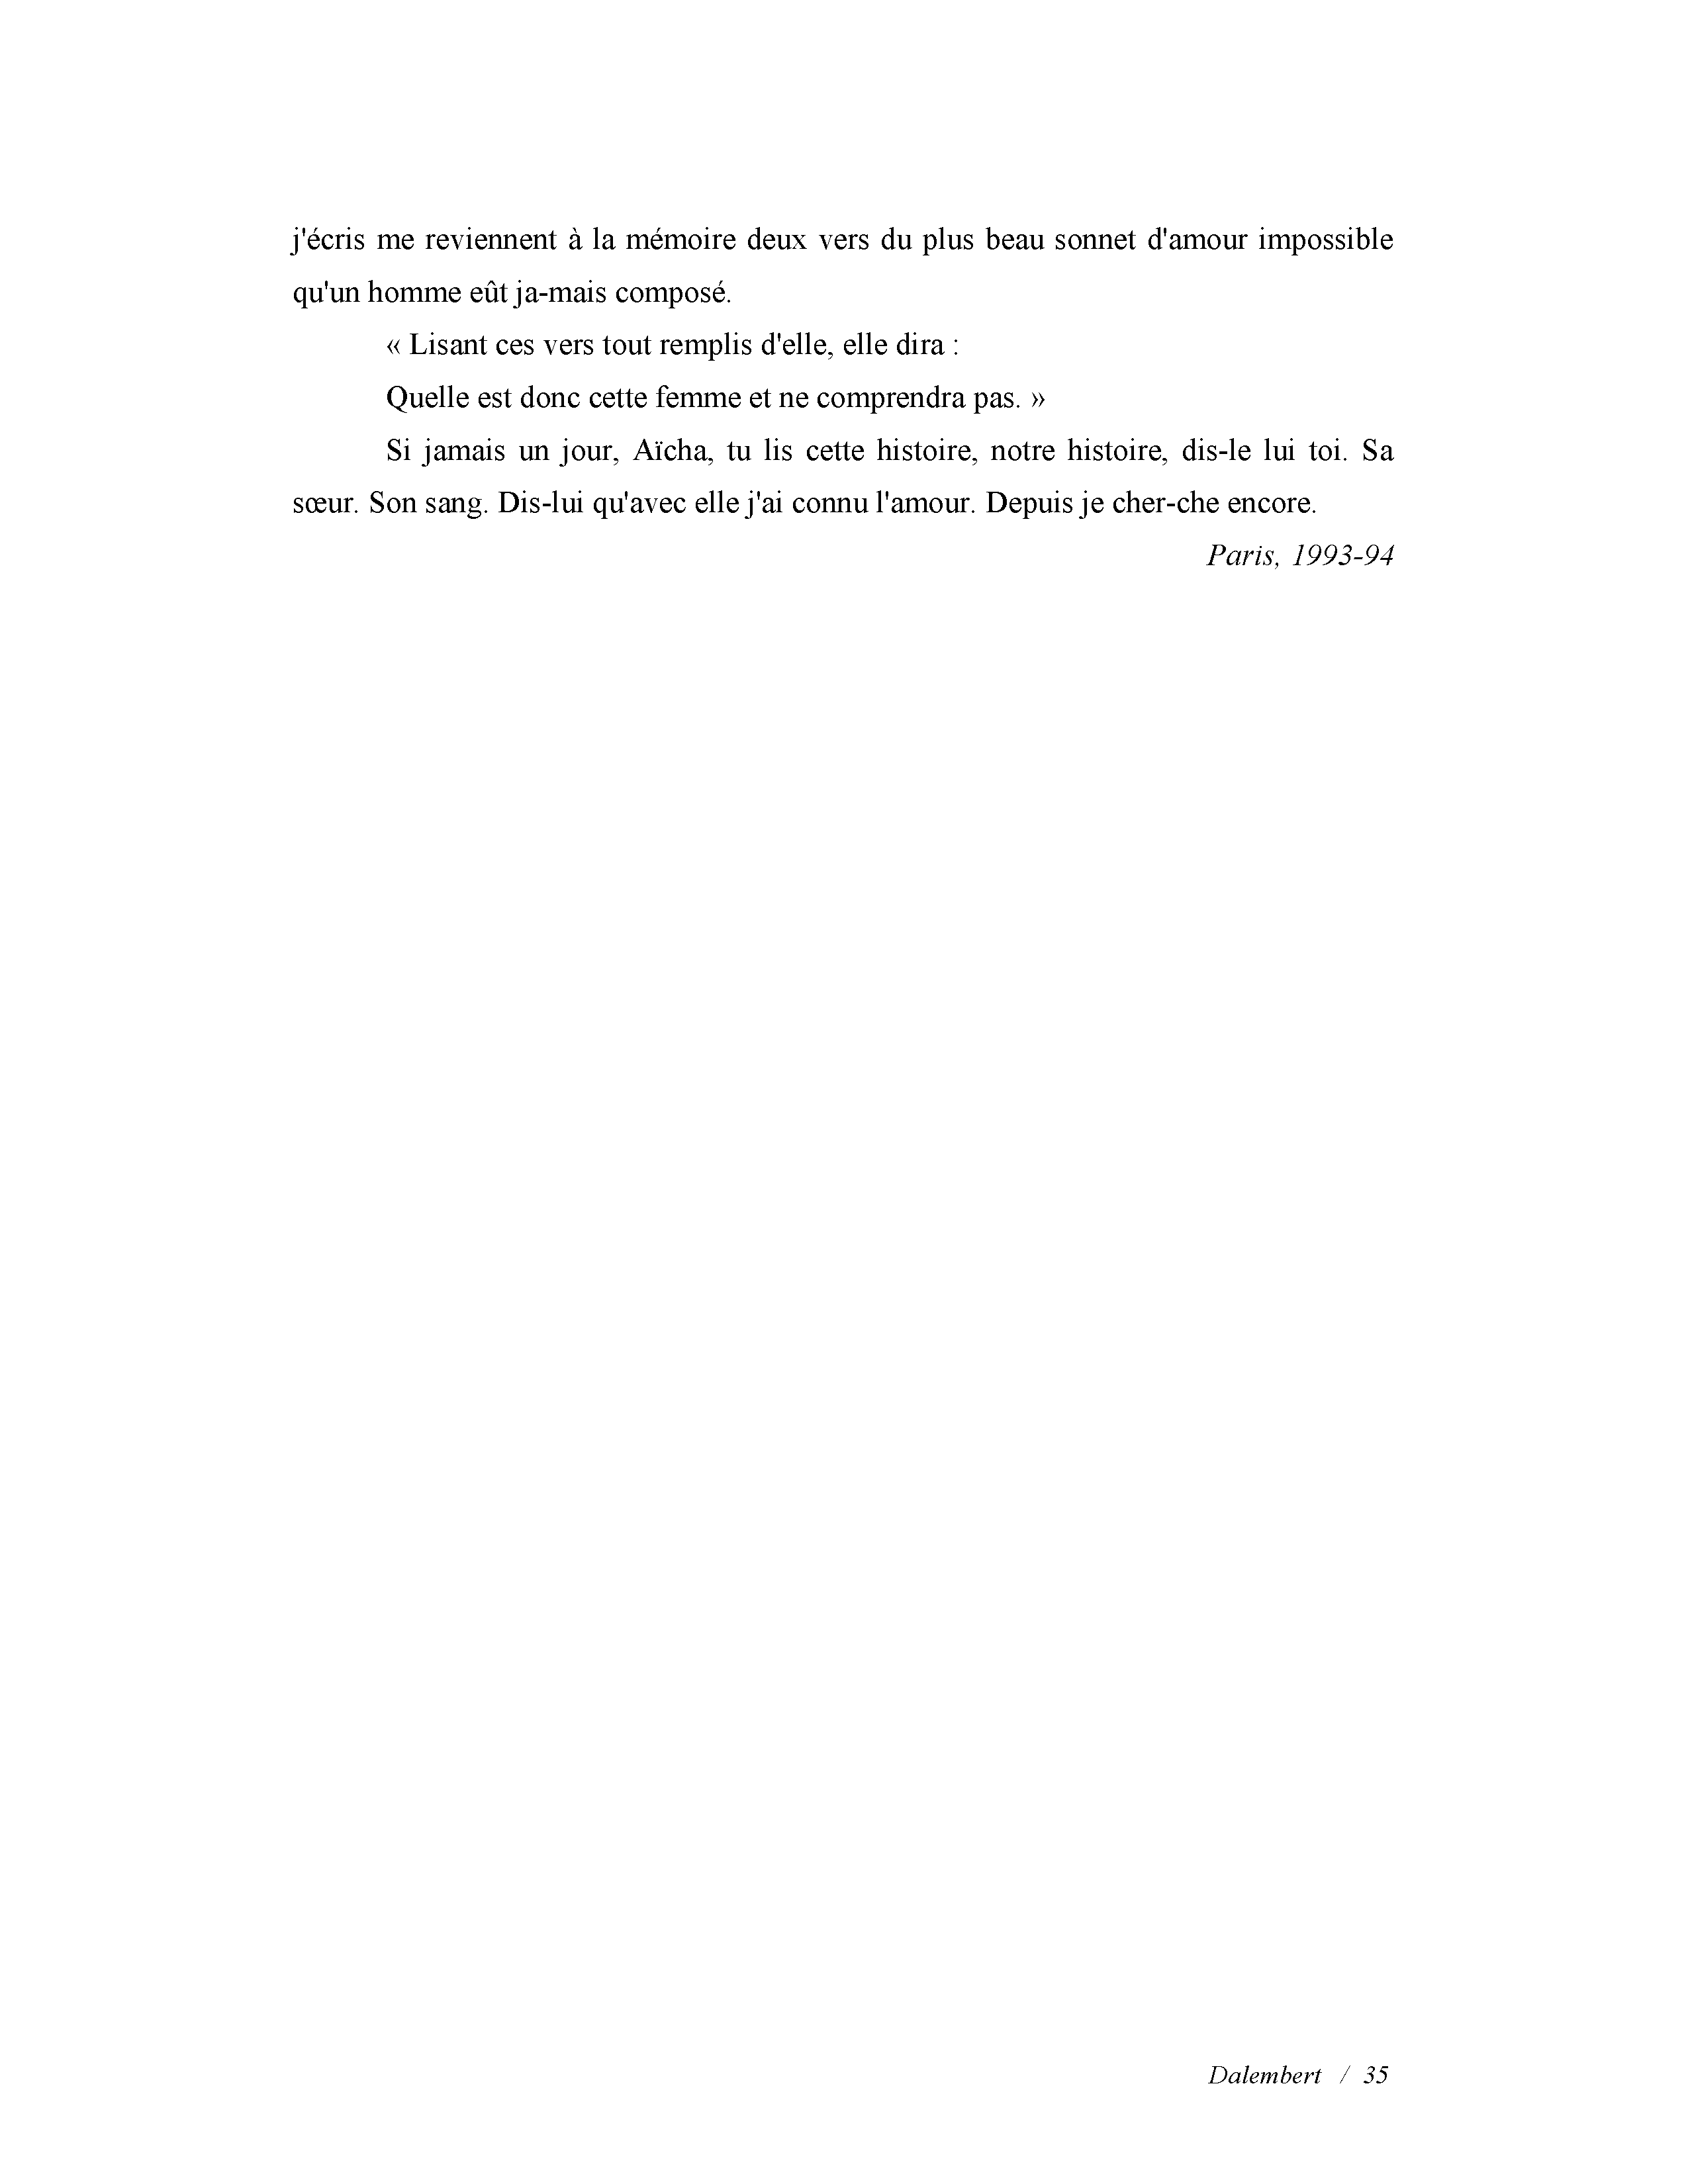 j'écris me reviennent à la mémoire deux vers du plus beau sonnet d'amour impossible
qu'un homme eût ja-mais composé.
« Lisant ces vers tout remplis d'elle, elle dira :
Quelle est donc cette femme et ne comprendra pas. »
Si jamais un jour, Aïcha, tu lis cette histoire, notre histoire, dis-le lui toi. Sa
sœur. Son sang. Dis-lui qu'avec elle j'ai connu l'amour. Depuis je cher-che encore.
Paris, 1993-94
Dalembert / 35